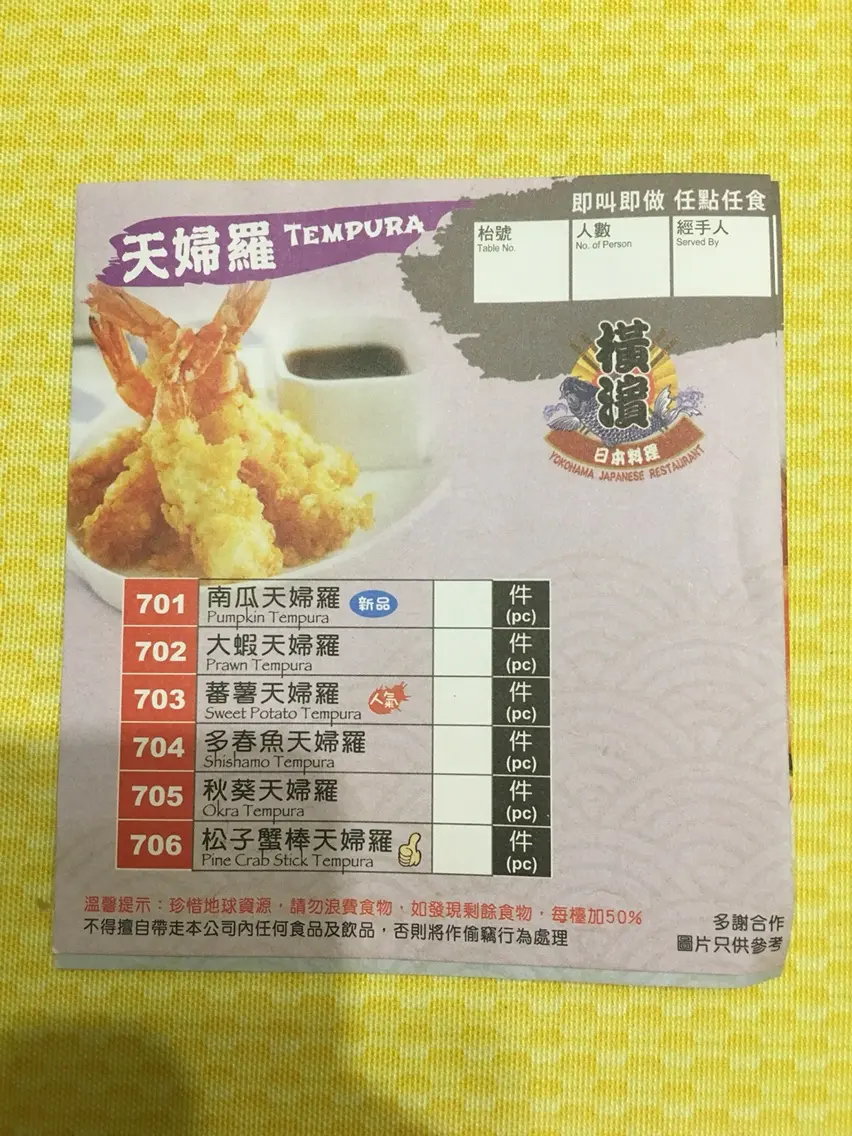 天婦羅 TEMPURA
即叫即做 任點任食
枱號 人數 經手人
Table No. No. of Person Served By
橫濱
日本料理
YOKOHAMA JAPANESE RESTAURANT
701 南瓜天婦羅 新品 件
Pumpkin Tempura (pc)
702 大蝦天婦羅 件
Prawn Tempura (pc)
703 蕃薯天婦羅 人氣 件
Sweet Potato Tempura (pc)
704 多春魚天婦羅 件
Shishamo Tempura (pc)
705 秋葵天婦羅 件
Okra Tempura (pc)
706 松子蟹棒天婦羅 件
Pine Crab Stick Tempura (pc)
溫馨提示：珍惜地球資源，請勿浪費食物，如發現剩餘食物，每檯加50%
不得擅自帶走本公司內任何食品及飲品，否則將作偷竊行為處理
多謝合作
圖片只供參考